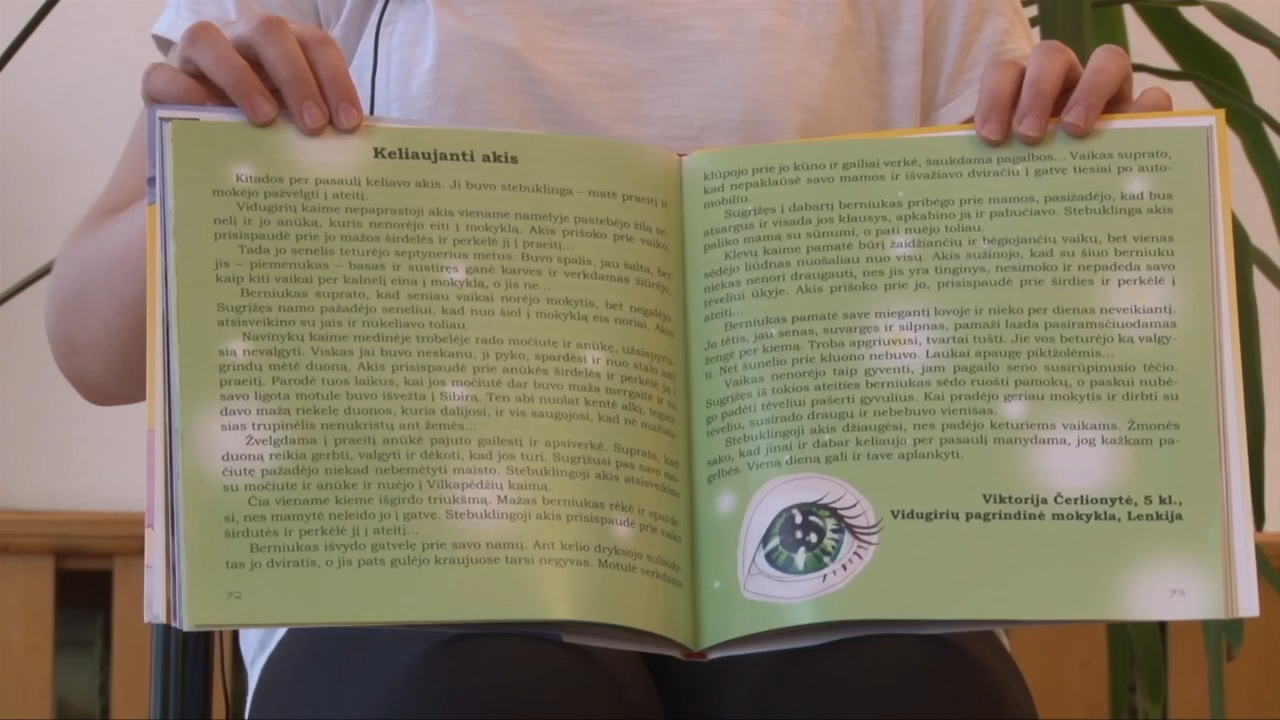 Keliaujanti akis
Kitados per pasaulį keliavo akis. Ji buvo stebuklinga – matė praeitį ir
mokėjo pažvelgti į ateitį.
Vidugirių kaime nepaprastoji akis viename namelyje pastebėjo žilą se-
nelį ir jo anūką, kuris nenorėjo eiti į mokyklą. Akis prišoko prie vaiko,
prisispaudė prie jo mažos širdelės ir perkėlė jį į praeitį...
Tada jo senelis teturėjo septynerius metus. Buvo spalis, jau šalta, bet
jis – piemenukas – basas ir sustiręs ganė karves ir verkdamas žiūrėjo,
kaip kiti vaikai per kalnelį eina į mokyklą, o jis ne...
Berniukas suprato, kad seniau vaikai norėjo mokytis, bet negalėjo.
Sugrįžęs namo pažadėjo seneliui, kad nuo šiol į mokyklą eis noriai. Akis
atsisveikino su jais ir nukeliavo toliau.
Navinykų kaime medinėje trobelėje rado močiutę ir anūkę, užsispyru-
sią nevalgyti. Viskas jai buvo neskanu, ji pyko, spardėsi ir nuo stalo ant
grindų mėtė duoną. Akis prisispaudė prie anūkės širdelės ir perkėlė ją į
praeitį. Parodė tuos laikus, kai jos močiutė dar buvo maža mergaitė ir su
savo ligota motule buvo išvežta į Sibirą. Ten abi nuolat kentė alkį, tegau-
davo mažą riekelę duonos, kuria dalijosi, ir vis saugojosi, kad nė mažiau-
sias trupinėlis nenukristų ant žemės...
Žvelgdama į praeitį anūkė pajuto gailestį ir apsiverkė. Suprato, kad
duoną reikia gerbti, valgyti ir dėkoti, kad jos turi. Sugrįžusi pas savo mo-
čiutę pažadėjo niekad nebemėtyti maisto. Stebuklingoji akis atsisveikino
su močiute ir anūke ir nuėjo į Vilkapėdžių kaimą.
Čia viename kieme išgirdo triukšmą. Mažas berniukas rėkė ir spardė-
si, nes mamytė neleido jo į gatvę. Stebuklingoji akis prisispaudė prie vaiko
širdutės ir perkėlė jį į ateitį...
Berniukas išvydo gatvelę prie savo namų. Ant kelio dryksojo sulaužy-
tas jo dviratis, o jis pats gulėjo kraujuose tarsi negyvas. Motulė verkdama
72
klūpojo prie jo kūno ir gailiai verkė, šaukdama pagalbos... Vaikas suprato,
kad nepaklaūsė savo mamos ir išvažiavo dviračiu į gatvę tiesiai po auto-
mobiliu.
Sugrįžęs į dabartį berniukas pribėgo prie mamos, pasižadėjo, kad bus
atsargus ir visada jos klausys, apkabino ją ir pabučiavo. Stebuklinga akis
paliko mamą su sūnumi, o pati nuėjo toliau.
Klevų kaime pamatė būrį žaidžiančių ir bėgiojančių vaikų, bet vienas
sėdėjo liūdnas nuošaliau nuo visų. Akis sužinojo, kad su šiuo berniuku
niekas nenori draugauti, nes jis yra tinginys, nesimoko ir nepadeda savo
tėveliui ūkyje. Akis prišoko prie jo, prisispaudė prie širdies ir perkėlė į
ateitį...
Berniukas pamatė save miegantį lovoje ir nieko per dienas neveikiantį.
Jo tėtis, jau senas, suvargęs ir silpnas, pamaži lazda pasiramsčiuodamas
žengė per kiemą. Troba apgriuvusi, tvartai tušti. Jie vos beturėjo ką valgy-
ti. Net šunelio prie kluono nebuvo. Laukai apaugę piktžolėmis...
Vaikas nenorėjo taip gyventi, jam pagailo seno susirūpinusio tėčio.
Sugrįžęs iš tokios ateities berniukas sėdo ruošti pamokų, o paskui nubė-
go padėti tėveliui pašerti gyvulius. Kai pradėjo geriau mokytis ir dirbti su
tėveliu, susirado draugų ir nebebuvo vienišas.
Stebuklingoji akis džiaugėsi, nes padėjo keturiems vaikams. Žmonės
sako, kad jinai ir dabar keliauja per pasaulį manydama, jog kažkam pa-
gelbės. Vieną dieną gali ir tave aplankyti.
Viktorija Čerlionytė, 5 kl.,
Vidugirių pagrindinė mokykla, Lenkija
73